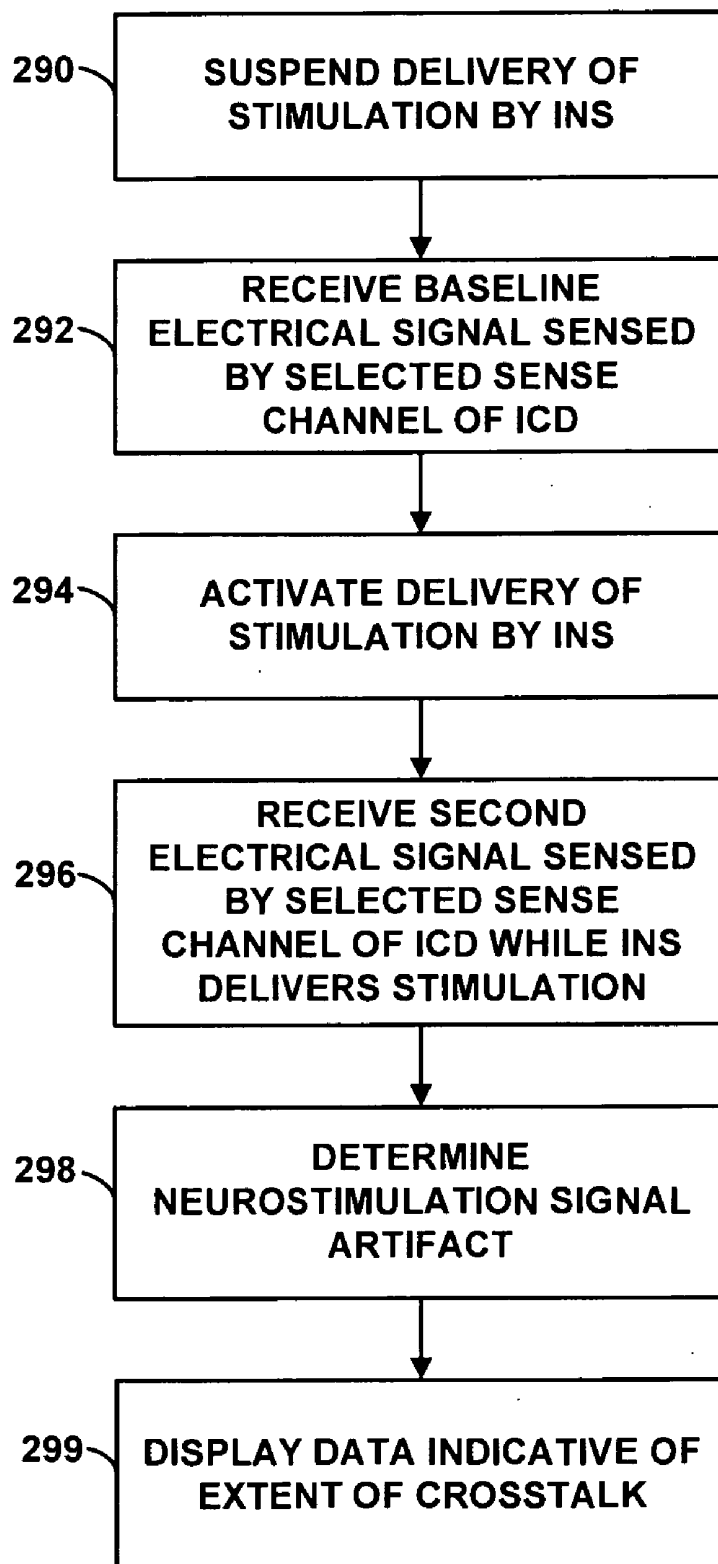 290
SUSPEND DELIVERY OF
STIMULATION BY INS
292
RECEIVE BASELINE
ELECTRICAL SIGNAL SENSED
BY SELECTED SENSE
CHANNEL OF ICD
294
ACTIVATE DELIVERY OF
STIMULATION BY INS
296
RECEIVE SECOND
ELECTRICAL SIGNAL SENSED
BY SELECTED SENSE
CHANNEL OF ICD WHILE INS
DELIVERS STIMULATION
298
DETERMINE
NEUROSTIMULATION SIGNAL
ARTIFACT
299
DISPLAY DATA INDICATIVE OF
EXTENT OF CROSSTALK